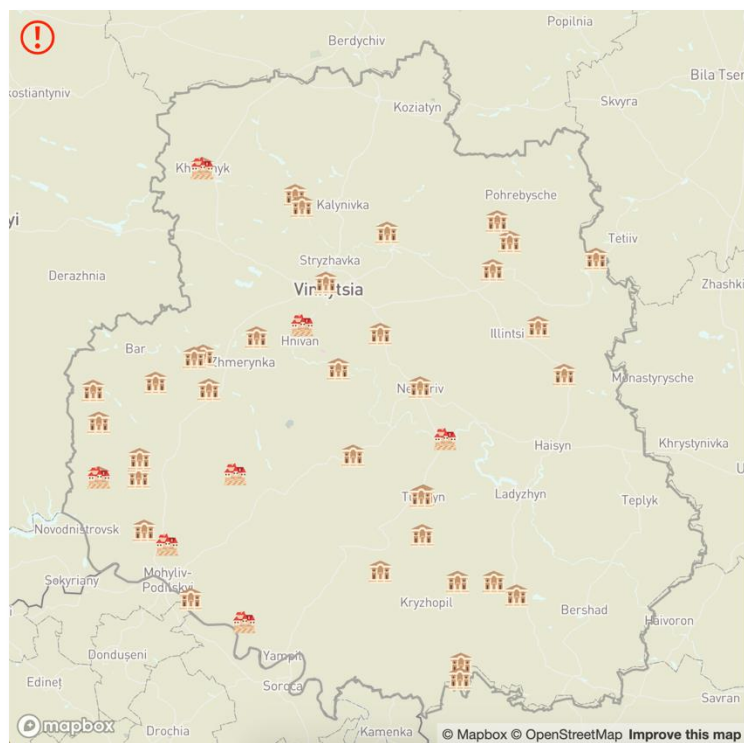 Popilnia
Berdychiv
Bila Tser
kostiantyniv
Koziatyn
Skvyra
Kalynivka
Pohrebysche
yi
Tetiiv
Stryzhavka
Derazhnia
Zhashki
Illintsi
Hnivan
Bar
Zhmerynka
Monastyrysche
Haisyn
Khrystynivka
U
Ladyzhyn
Teplyk
Novodnistrovsk
Mohyliv-
Podilskyi
Sokyriany
Kryzhopil
Bershad
Haivoron
Dondușeni
Yampil
Edineț
Soroca
Savran
Drochia
Kamenka
mapbox
© Mapbox © OpenStreetMap Improve this map